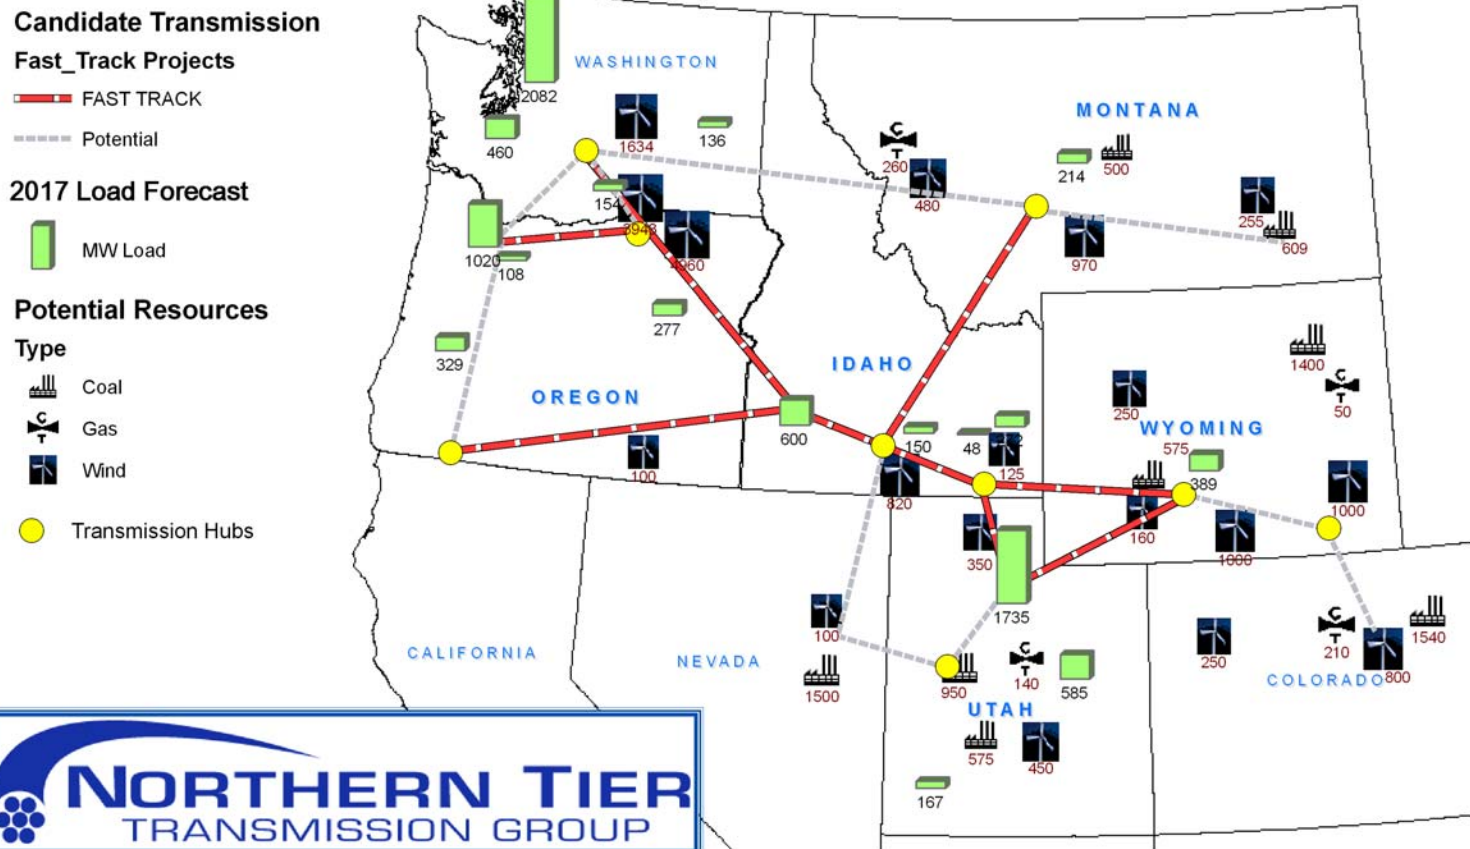 Candidate Transmission
Fast_Track Projects
FAST TRACK
Potential
2017 Load Forecast
MW Load
Potential Resources
Type
Coal
C
T
Gas
Wind
Transmission Hubs
WASHINGTON
2082
460
1634
136
154
3943
1020
108
277
329
OREGON
100
600
MONTANA
C
T
260
480
214
500
255
609
970
IDAHO
150
48
125
820
WYOMING
1400
C
T
50
250
575
389
160
1000
1000
350
1735
100
NEVADA
1500
CALIFORNIA
950
C
T
140
585
UTAH
575
450
167
250
C
T
210
1540
800
COLORADO
NORTHERN TIER
TRANSMISSION GROUP